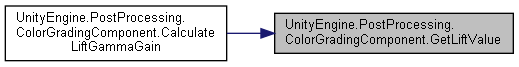 UnityEngine.PostProcessing.
ColorGradingComponent.Calculate
LiftGammaGain
UnityEngine.PostProcessing.
ColorGradingComponent.GetLiftValue